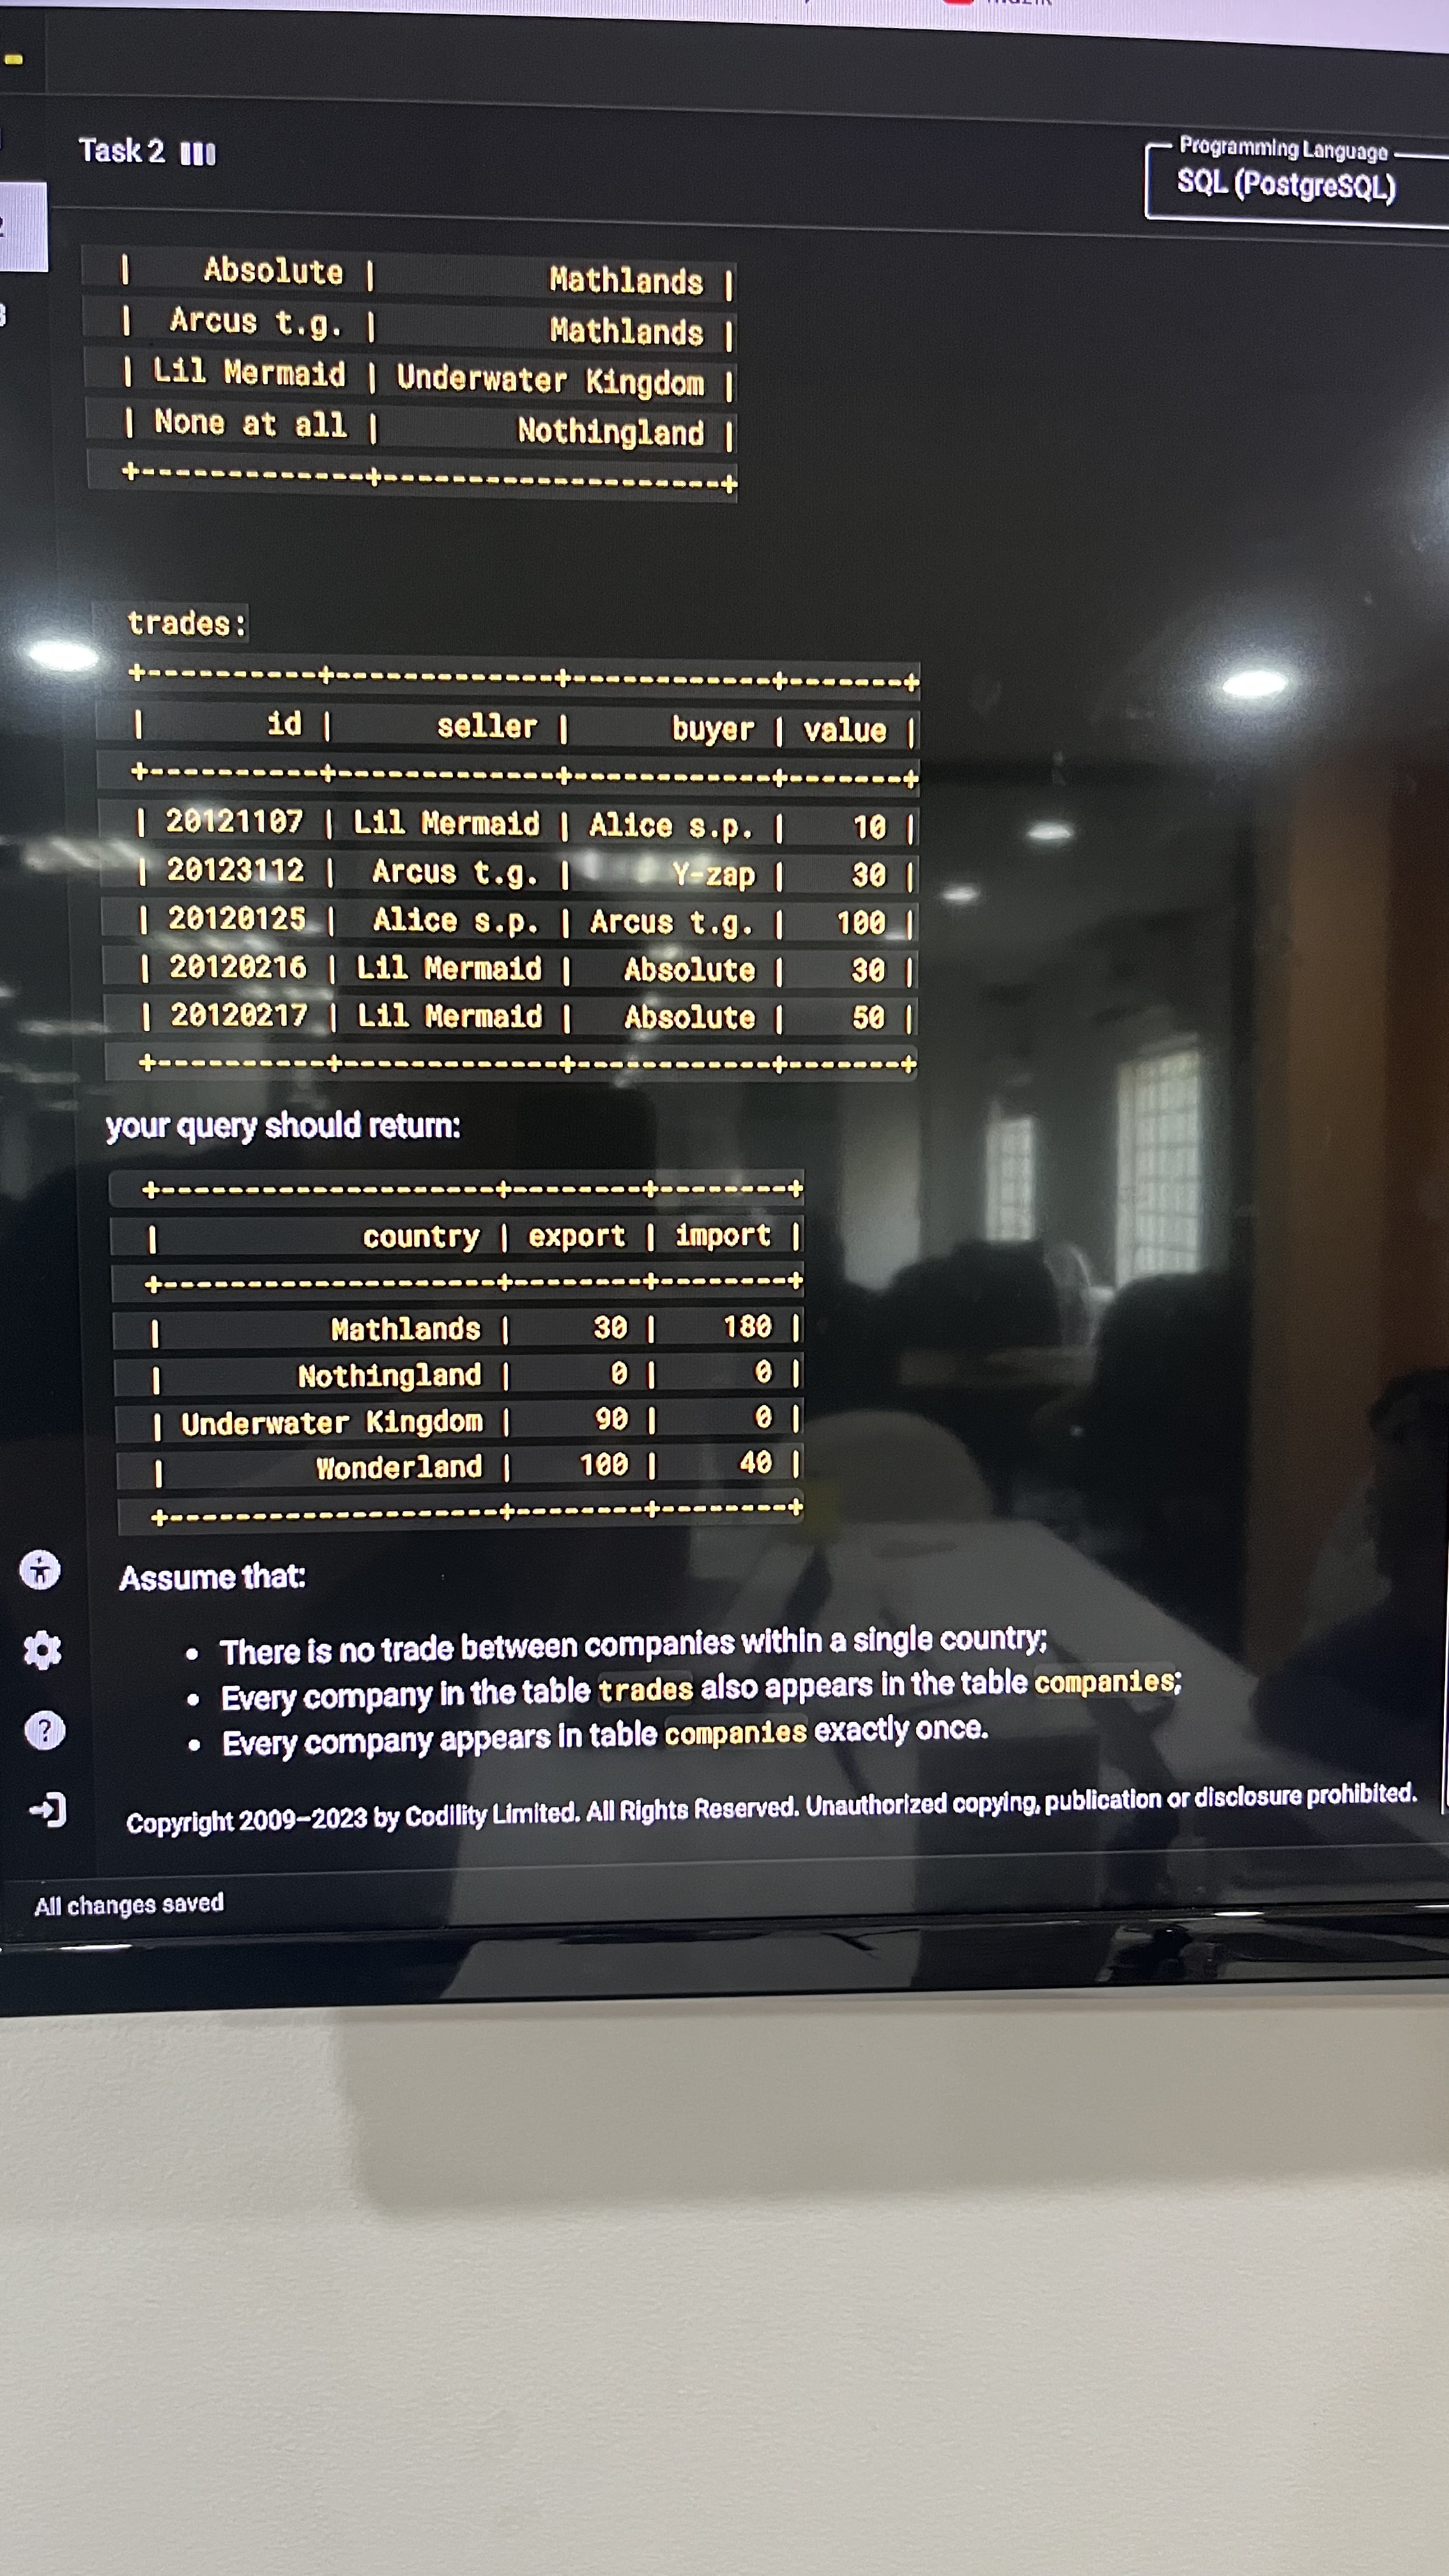 Task 2
Programming Language
SQL (PostgreSQL)
| Absolute | Mathlands |
| Arcus t.g. | Mathlands |
| Lil Mermaid | Underwater Kingdom |
| None at all | Nothingland |
+-------------+--------------------+
trades:
+----------+-------------+------------+-------+
| id | seller | buyer | value |
+----------+-------------+------------+-------+
| 20121107 | Lil Mermaid | Alice s.p. | 10 |
| 20123112 | Arcus t.g. | Y-zap | 30 |
| 20120125 | Alice s.p. | Arcus t.g. | 100 |
| 20120216 | Lil Mermaid | Absolute | 30 |
| 20120217 | Lil Mermaid | Absolute | 50 |
+----------+-------------+------------+-------+
your query should return:
+--------------------+--------+--------+
| country | export | import |
+--------------------+--------+--------+
| Mathlands | 30 | 180 |
| Nothingland | 0 | 0 |
| Underwater Kingdom | 90 | 0 |
| Wonderland | 100 | 40 |
+--------------------+--------+--------+
Assume that:
• There is no trade between companies within a single country;
• Every company in the table trades also appears in the table companies;
• Every company appears in table companies exactly once.
Copyright 2009–2023 by Codility Limited. All Rights Reserved. Unauthorized copying, publication or disclosure prohibited.
All changes saved